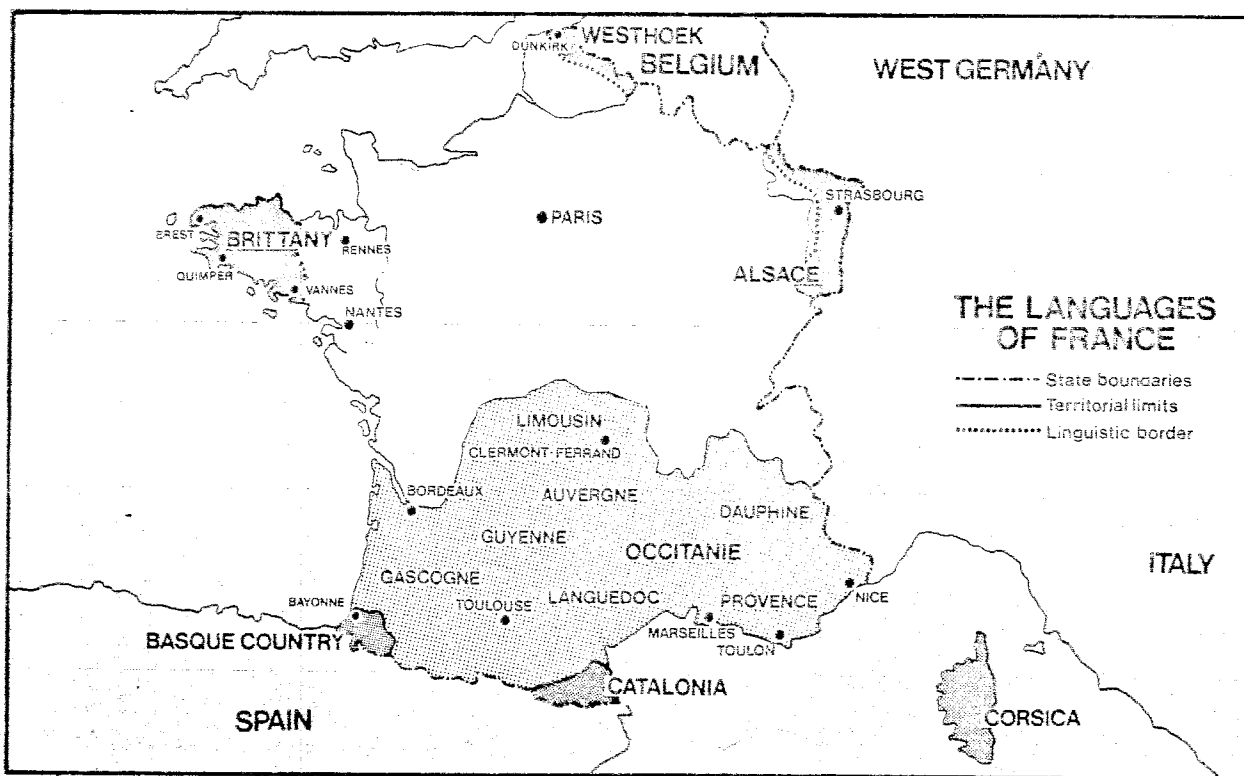 WESTHOEK
DUNKIRK
BELGIUM
WEST GERMANY
STRASBOURG
PARIS
BREST
BRITTANY
RENNES
QUIMPER
ALSACE
VANNES
NANTES
THE LANGUAGES
OF FRANCE
State boundaries
Territorial limits
Linguistic border
LIMOUSIN
CLERMONT-FERRAND
BORDEAUX
AUVERGNE
DAUPHINE
GUYENNE
OCCITANIE
ITALY
GASCOGNE
LANGUEDOC
PROVENCE
NICE
BAYONNE
TOULOUSE
MARSEILLES
BASQUE COUNTRY
TOULON
CATALONIA
SPAIN
CORSICA